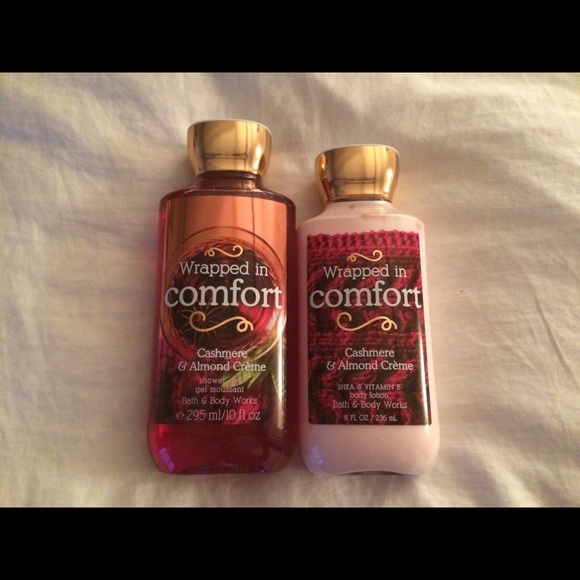 Wrapped in
comfort
Cashmere
& Almond Crème
shower gel
gel moussant
Bath & Body Works
e 295 ml/10 fl oz
Wrapped in
comfort
Cashmere
& Almond Crème
SHEA & VITAMIN E
body lotion
Bath & Body Works
8 FL OZ / 236 mL